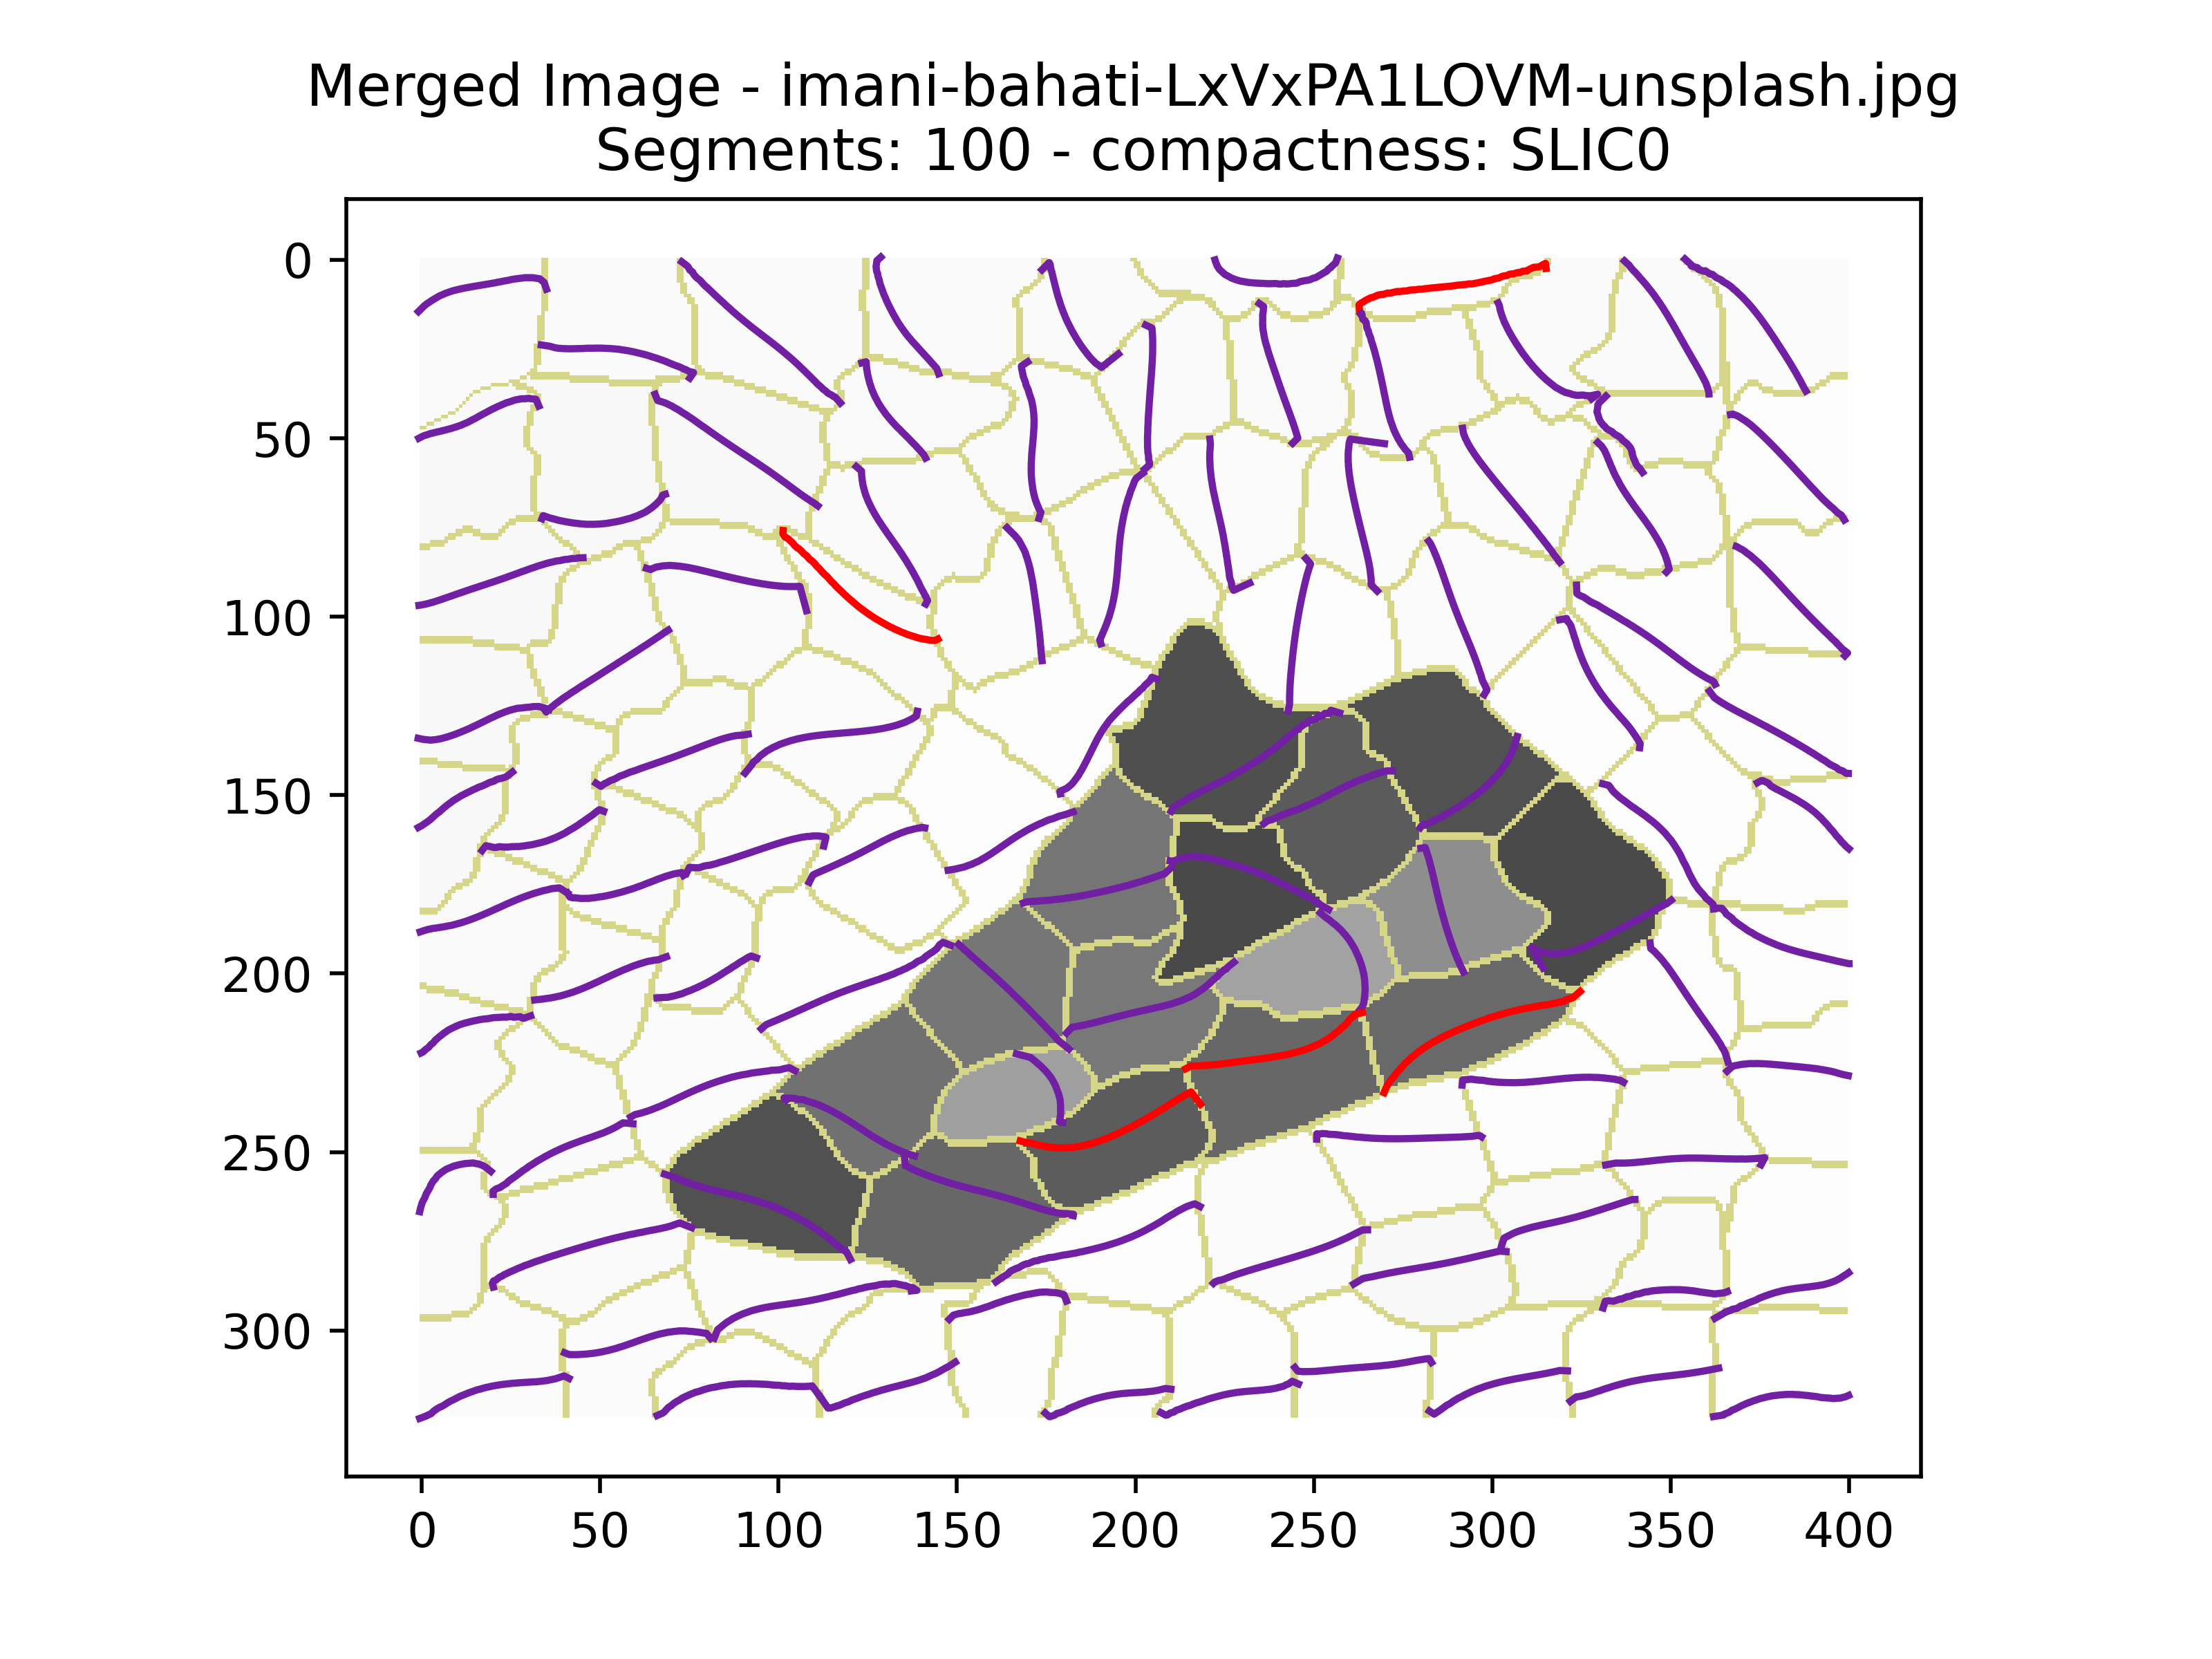 Merged Image - imani-bahati-LxVxPA1LOVM-unsplash.jpg
Segments: 100 - compactness: SLIC0
0
50
100
150
200
250
300
0 50 100 150 200 250 300 350 400